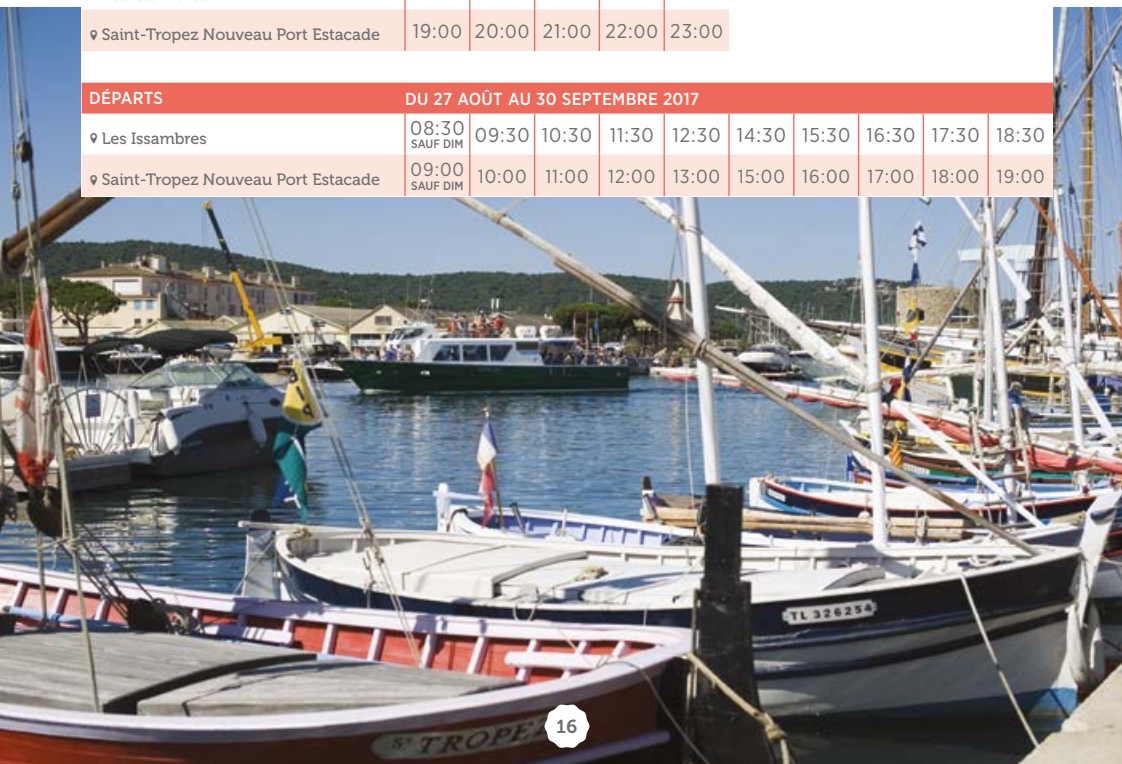 Saint-Tropez Nouveau Port Estacade 19:00 20:00 21:00 22:00 23:00
DÉPARTS DU 27 AOÛT AU 30 SEPTEMBRE 2017
Les Issambres 08:30 SAUF DIM 09:30 10:30 11:30 12:30 14:30 15:30 16:30 17:30 18:30
Saint-Tropez Nouveau Port Estacade 09:00 SAUF DIM 10:00 11:00 12:00 13:00 15:00 16:00 17:00 18:00 19:00
TL 326254
ST TROPEZ
16